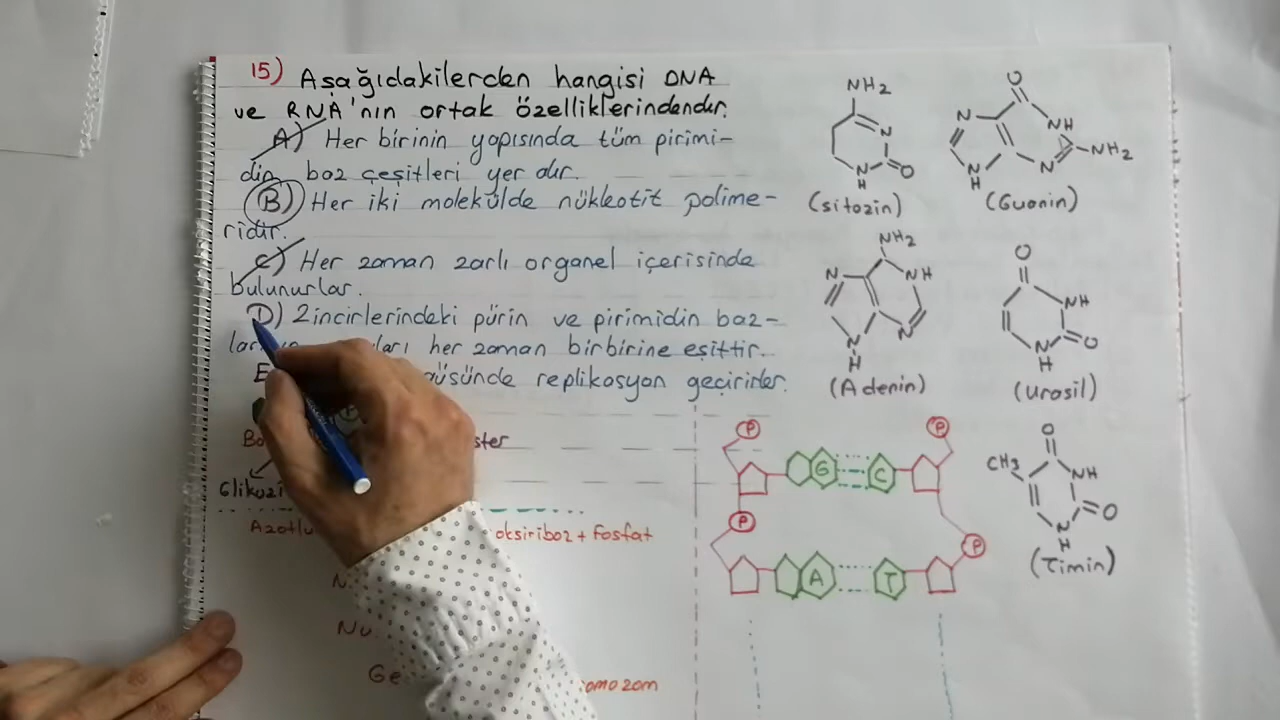 15) Aşağıdakilerden hangisi DNA
ve RNA'nın ortak özelliklerindendir.
A) Her birinin yapısında tüm pirimi-
din baz çeşitleri yer alır.
B) Her iki molekülde nükleotit polime-
ridir.
C) Her zaman zarlı organel içerisinde
bulunurlar.
D) Zincirlerindeki pürin ve pirimidin baz-
ları her zaman birbirine eşittir.
E replikasyon geçirirler.
P
ster
Glikozi
Azotlu oksiriboz + Fosfat
N
Nu
Ge omozom
NH2
N
N
O
N
H
(Sitozin)
O
N
NH
NH2
N
N
H
(Guanin)
NH2
N
NH
N
N
H
(Adenin)
O
NH
O
N
H
(Urasil)
O
CH3
NH
O
N
H
(Timin)
P
P
G
C
P
P
A
T